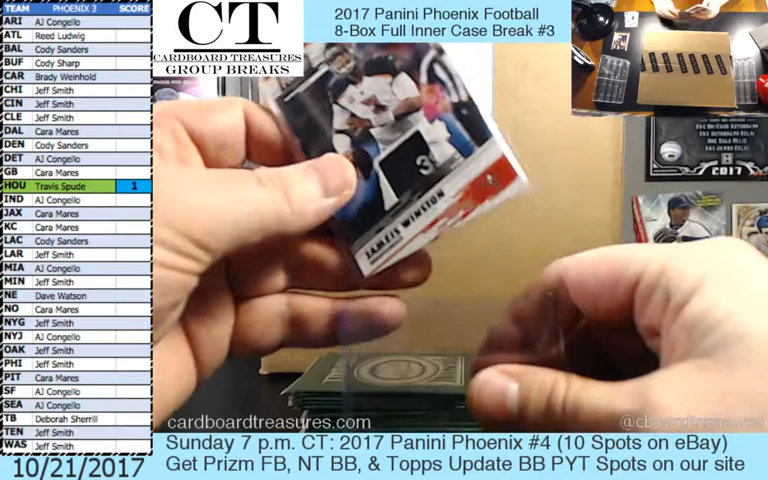 TEAM PHOENIX 3 SCORE
ARI AJ Congello
ATL Reed Ludwig
BAL Cody Sanders
BUF Cody Sharp
CAR Brady Weinhold
CHI Jeff Smith
CIN Jeff Smith
CLE Jeff Smith
DAL Cara Mares
DEN Cody Sanders
DET AJ Congello
GB Cara Mares
HOU Travis Spude 1
IND AJ Congello
JAX Cara Mares
KC Cara Mares
LAC Cody Sanders
LAR Jeff Smith
MIA AJ Congello
MIN Jeff Smith
NE Dave Watson
NO Cara Mares
NYG Jeff Smith
NYJ AJ Congello
OAK Jeff Smith
PHI Jeff Smith
PIT Cara Mares
SF AJ Congello
SEA AJ Congello
TB Deborah Sherrill
TEN Jeff Smith
WAS Jeff Smith
10/21/2017
CT
CARDBOARD TREASURES
GROUP BREAKS
2017 Panini Phoenix Football
8-Box Full Inner Case Break #3
JAMEIS WINSTON
3
ONE ON-CARD AUTOGRAPH
2017
cardboardtreasures.com
Sunday 7 p.m. CT: 2017 Panini Phoenix #4 (10 Spots on eBay)
Get Prizm FB, NT BB, & Topps Update BB PYT Spots on our site